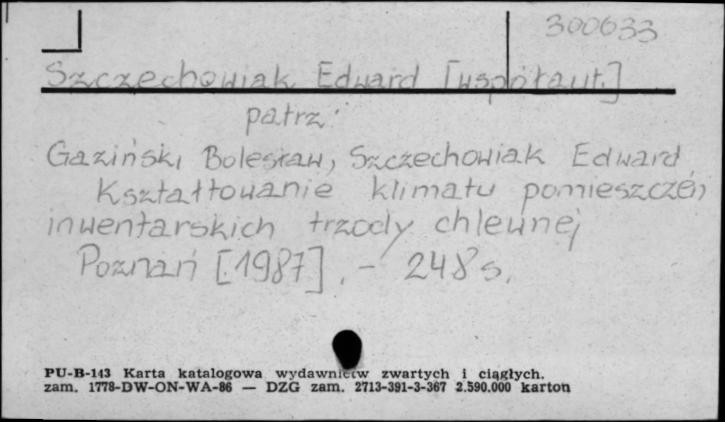 300633
Szczechowiak Edward [współaut.]
patrz:
Gaziński Bolesław, Szczechowiak Edward
Kształtowanie klimatu pomieszczeń
inwentarskich trzody chlewnej
Poznań [1987]. - 248 s.
PU-B-143 Karta katalogowa wydawnictw zwartych i ciągłych.
zam. 1778-DW-ON-WA-86 — DZG zam. 2713-391-3-367 2.590.000 karton